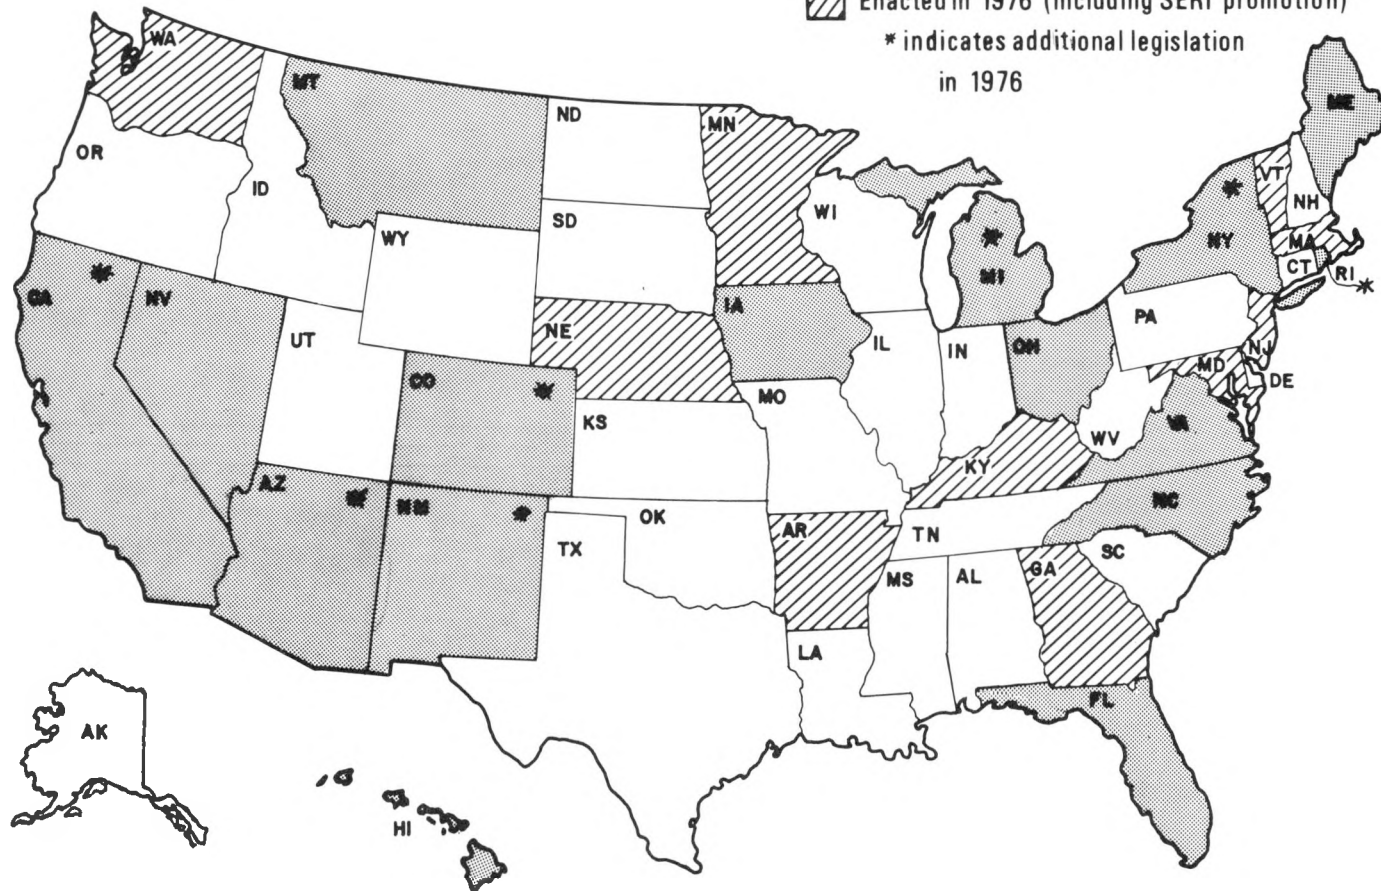 Enacted in 1976 (including SERI promotion)
* indicates additional legislation
in 1976
WA
MT
ND
MN
ME
OR
ID
SD
WI
VT
NH
WY
NY
MA
CT
RI
*
CA
*
NV
UT
CO
*
NE
IA
MI
*
*
PA
NJ
IL
IN
OH
MD
DE
KS
MO
WV
VA
KY
AZ
*
NM
*
OK
TX
AR
TN
NC
SC
MS
AL
GA
LA
FL
AK
HI